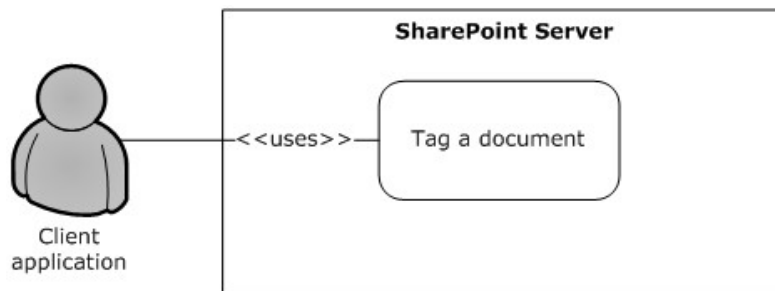 SharePoint Server
<<uses>>
Tag a document
Client
application